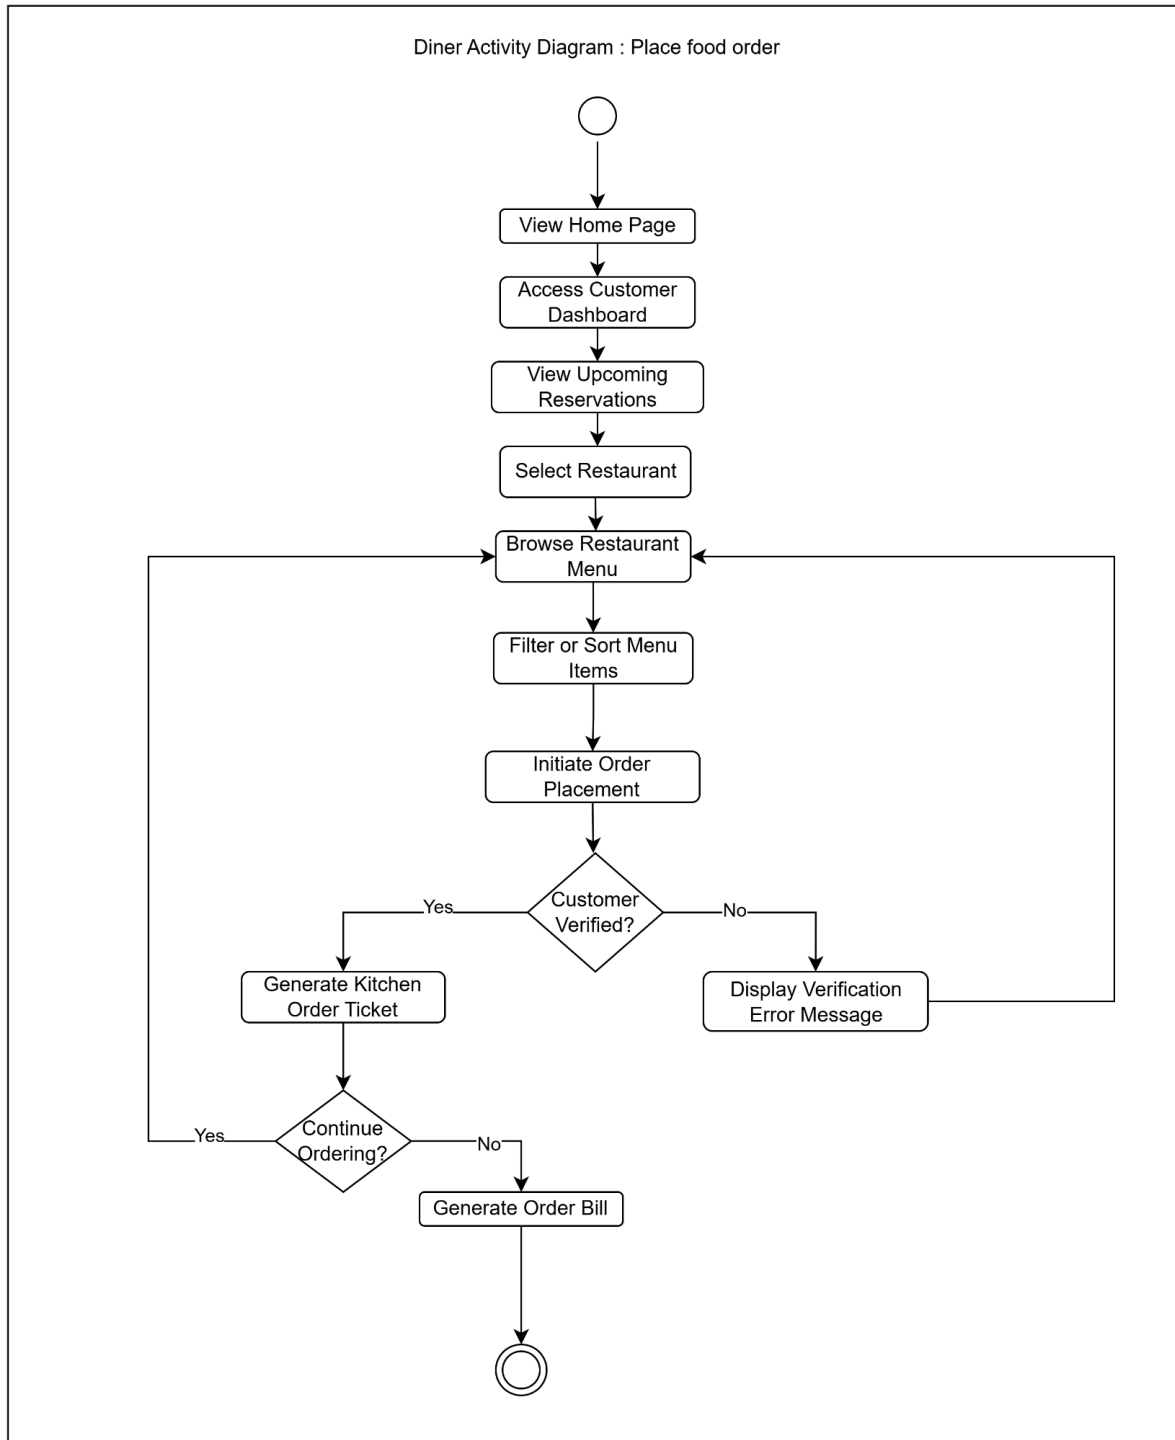 Diner Activity Diagram : Place food order
View Home Page
Access Customer
Dashboard
View Upcoming
Reservations
Select Restaurant
Browse Restaurant
Menu
Filter or Sort Menu
Items
Initiate Order
Placement
Customer
Verified?
Yes
No
Generate Kitchen
Order Ticket
Display Verification
Error Message
Continue
Ordering?
Yes
No
Generate Order Bill